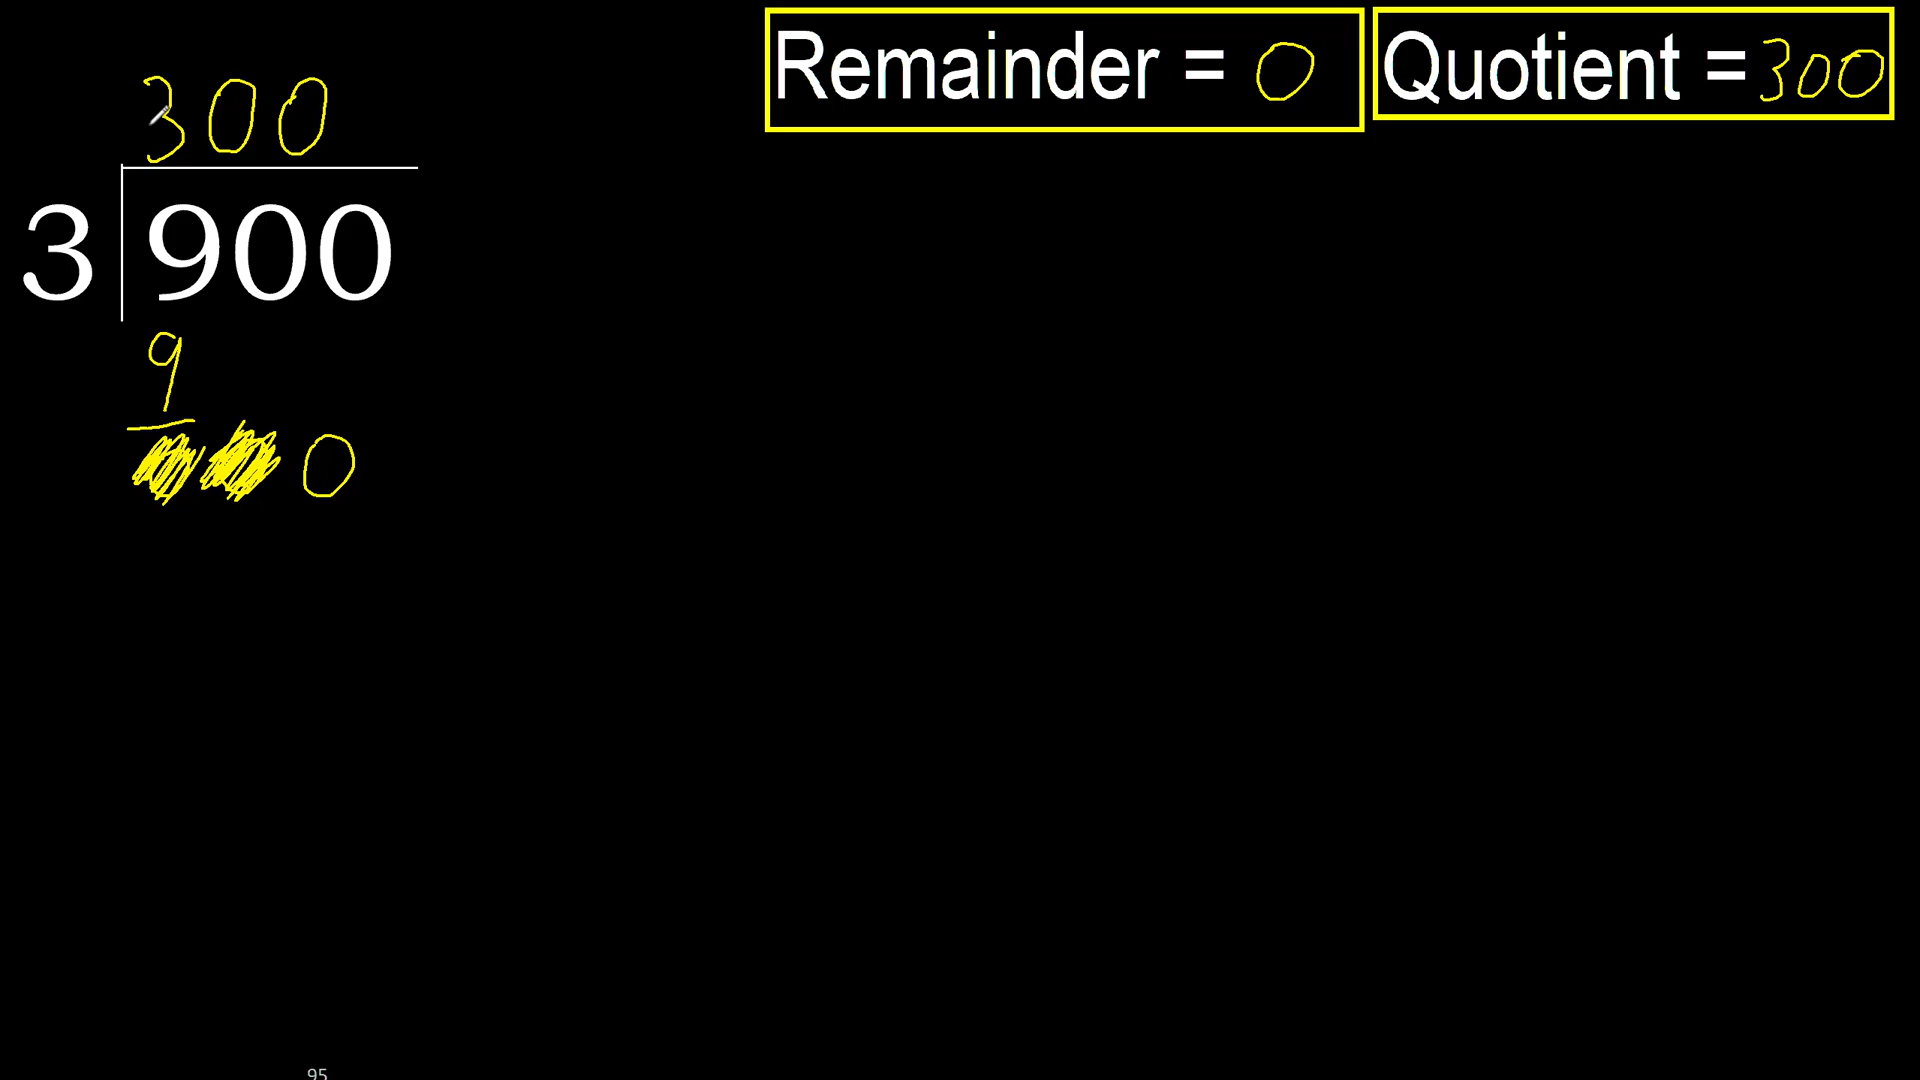 Remainder = 0
Quotient = 300
300
3 900
9
0
95